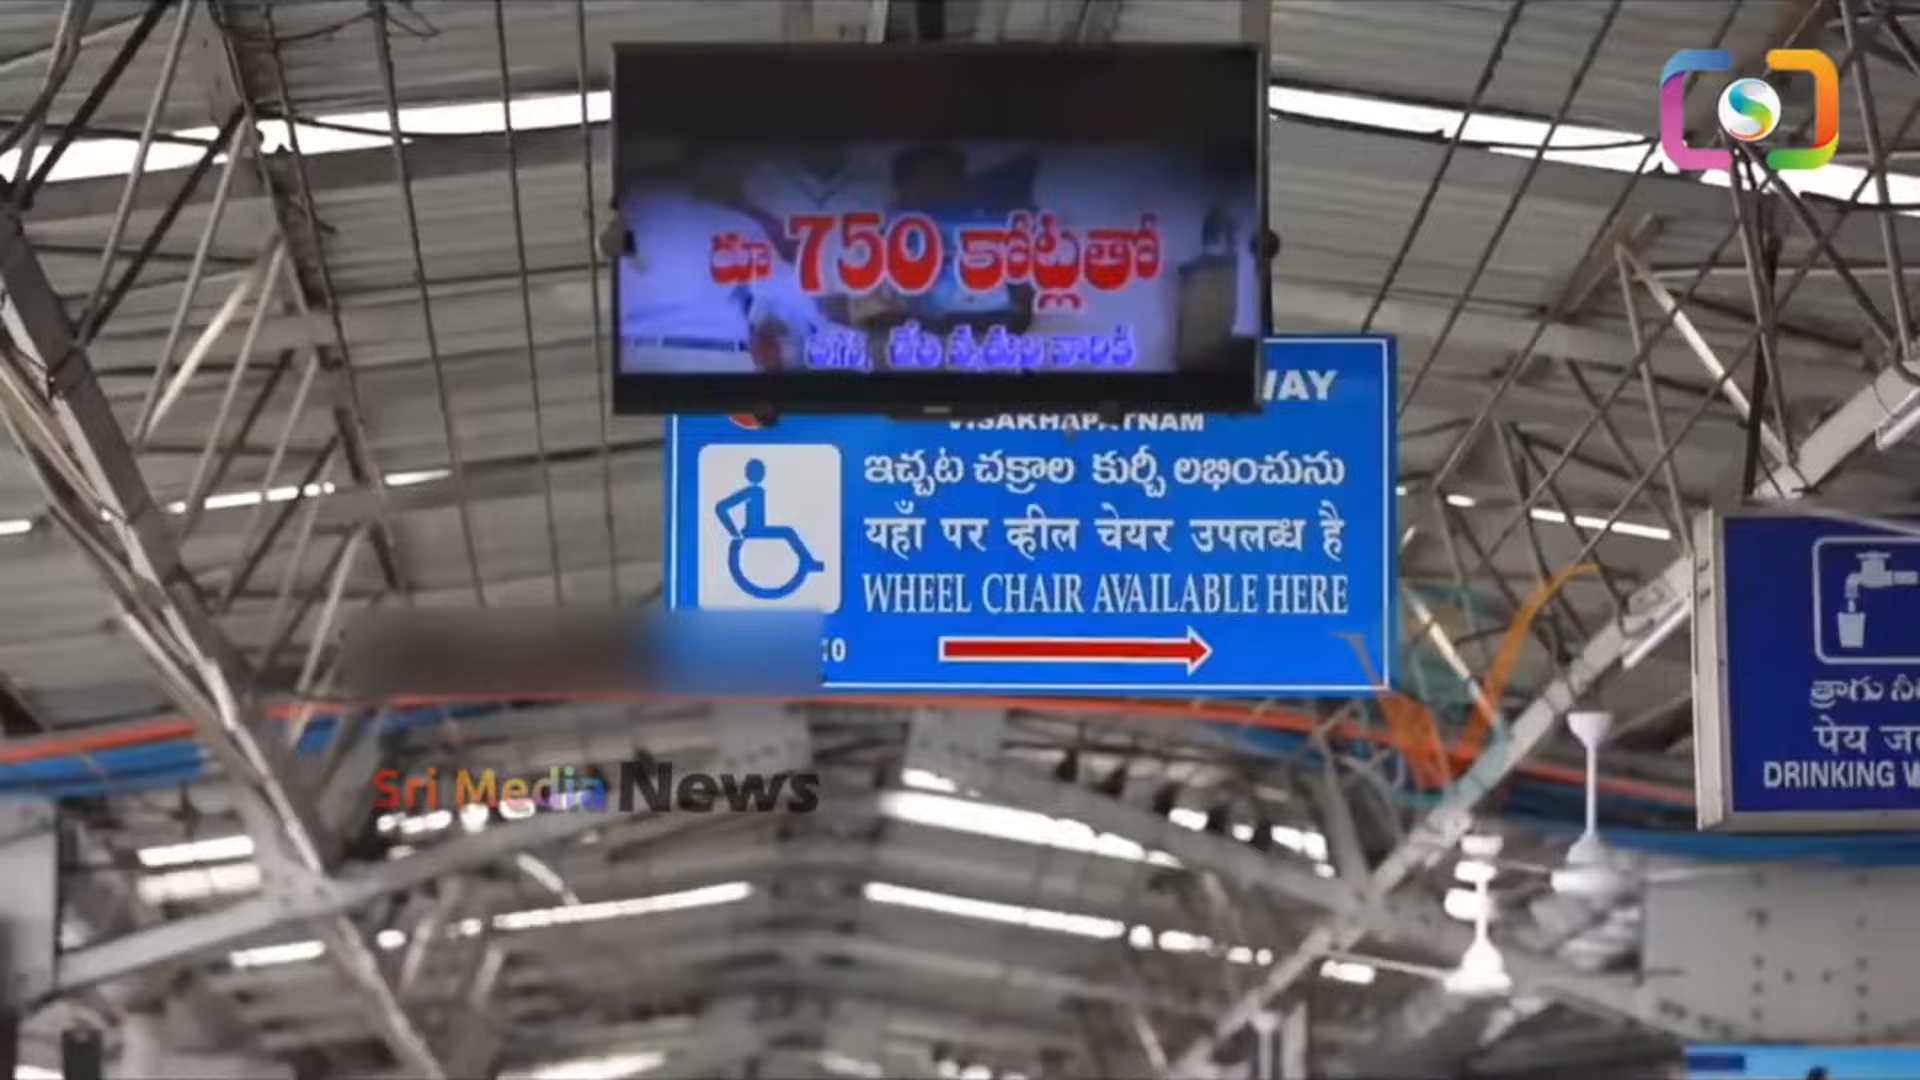 రూ 750 కోట్లతో
WAY
VISAKHAPATNAM
ఇచ్చట చక్రాల కుర్చీ లభించును
यहाँ पर व्हील चेयर उपलब्ध है
WHEEL CHAIR AVAILABLE HERE
త్రాగు
पेय
DRINKING
Sri Media News